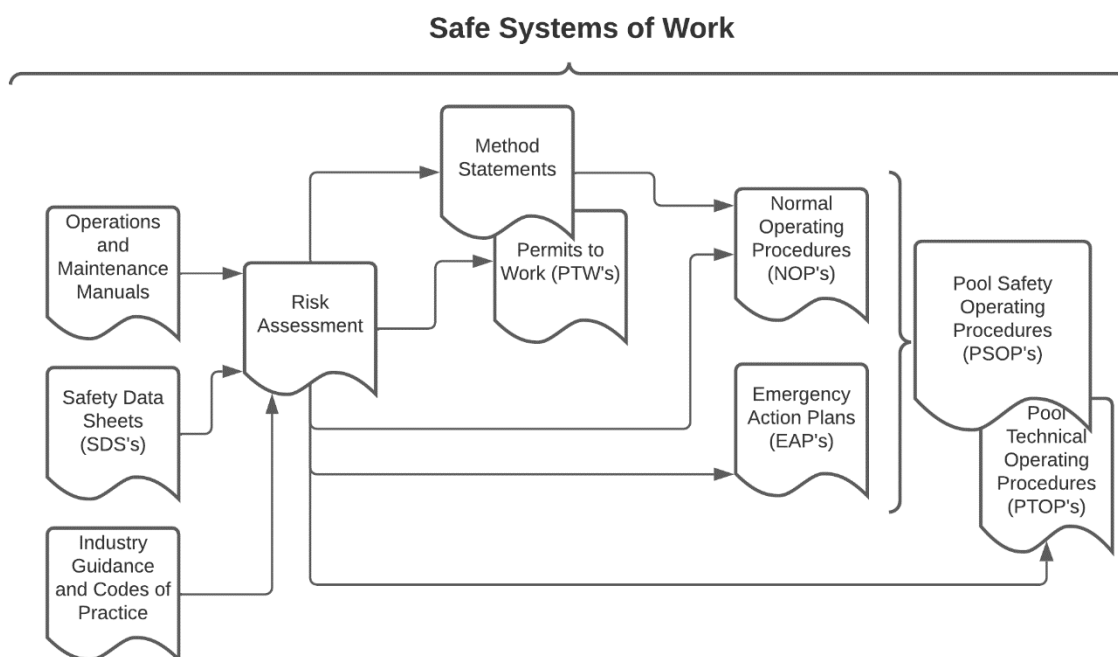 Safe Systems of Work
Method
Statements
Permits to
Work (PTW's)
Operations
and
Maintenance
Manuals
Risk
Assessment
Safety Data
Sheets
(SDS's)
Industry
Guidance
and Codes of
Practice
Normal
Operating
Procedures
(NOP's)
Emergency
Action Plans
(EAP's)
Pool Safety
Operating
Procedures
(PSOP's)
Pool
Technical
Operating
Procedures
(PTOP's)